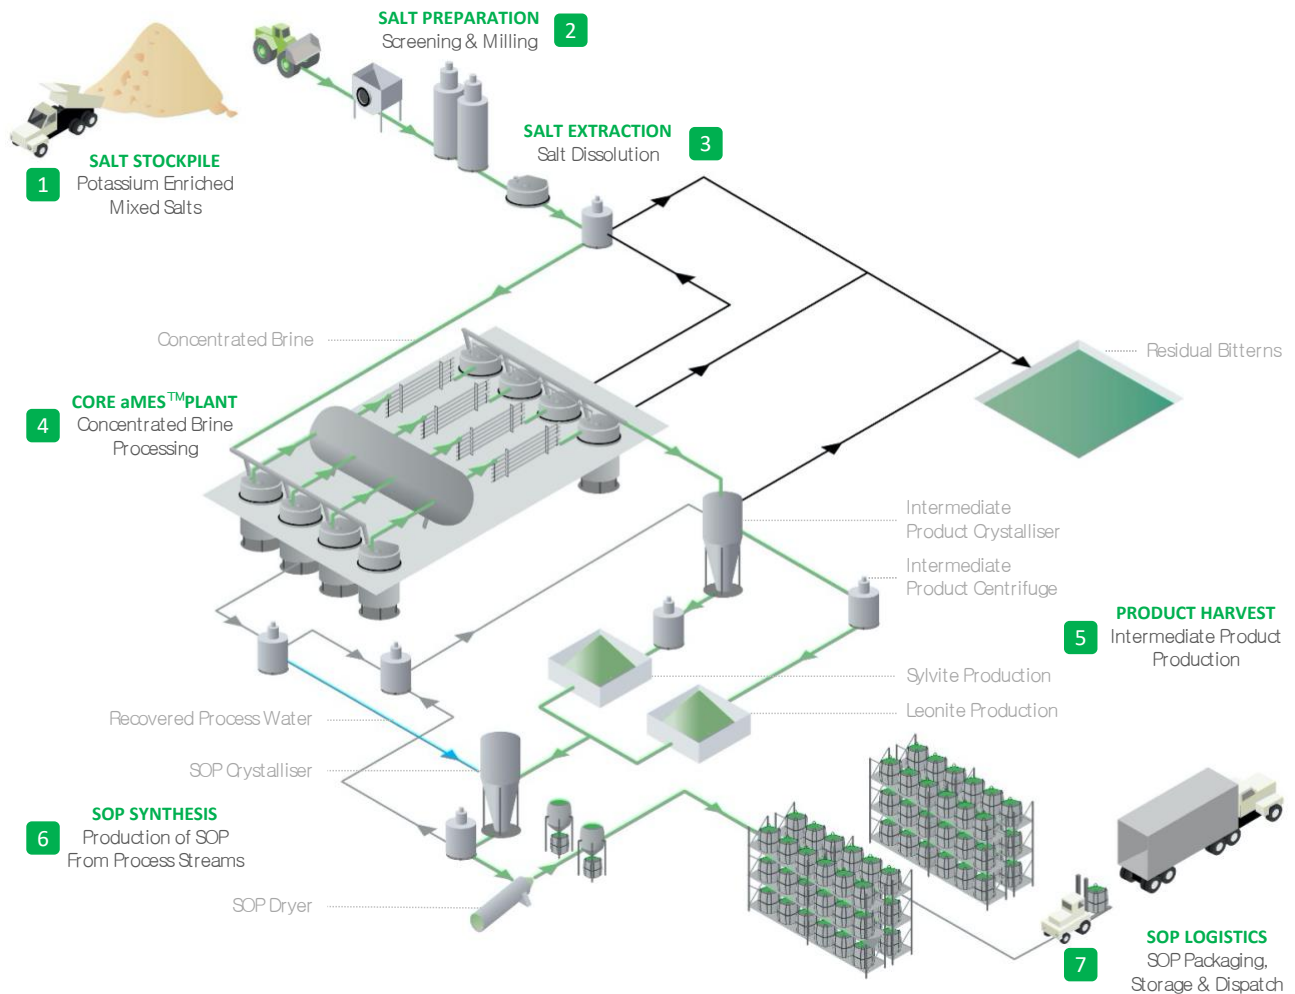 SALT PREPARATION
Screening & Milling
2
SALT EXTRACTION
Salt Dissolution
3
SALT STOCKPILE
1
Potassium Enriched
Mixed Salts
Concentrated Brine
Residual Bitterns
CORE aMES™PLANT
4
Concentrated Brine
Processing
Intermediate
Product Crystalliser
Intermediate
Product Centrifuge
PRODUCT HARVEST
5
Intermediate Product
Production
Sylvite Production
Leonite Production
Recovered Process Water
SOP Crystalliser
SOP SYNTHESIS
6
Production of SOP
From Process Streams
SOP Dryer
SOP LOGISTICS
7
SOP Packaging,
Storage & Dispatch